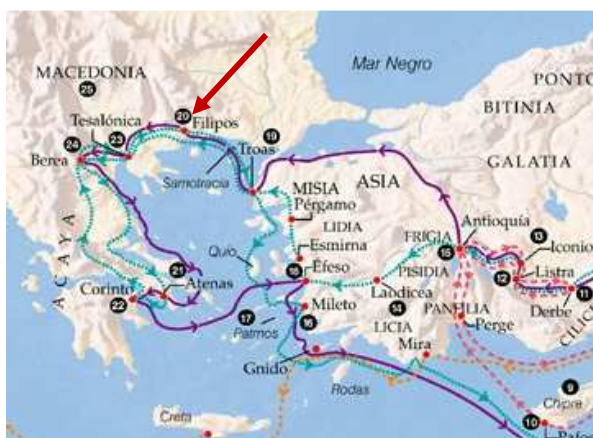 Mar Negro
MACEDONIA
25
PONTO
20
Filipos
BITINIA
Tesalónica
23
19
24
Troas
Berea
GALATIA
Samotracia
MISIA
ASIA
Pérgamo
Antioquía
LIDIA
FRIGIA
13
Quio
15
Iconio
ACAYA
Esmirna
PISIDIA
12
Listra
21
18
Éfeso
11
Corinto
Atenas
Laodicea
PANFILIA
Derbe
22
Mileto
14
17
16
LICIA
Perge
Patmos
Mira
Gnido
Rodas
9
Chipre
Creta
10